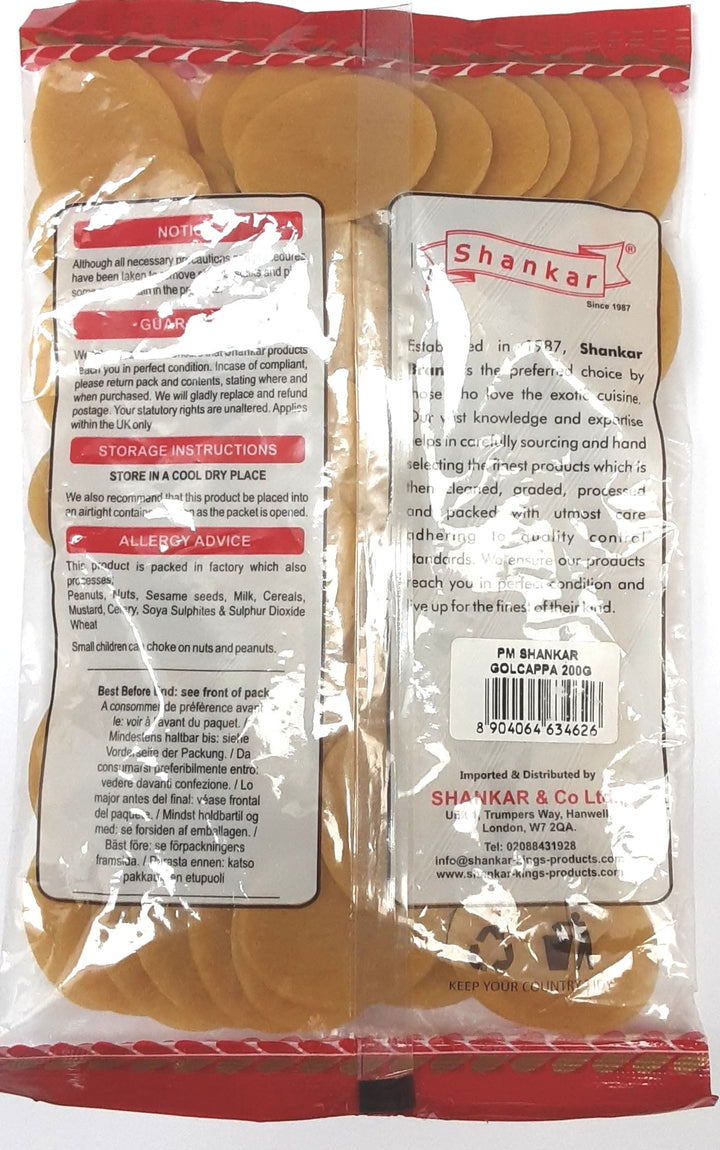 NOTIC
Although all necessary precautions
have been taken to
in the pr
GUAR
products
reach you in perfect condition. Incase of compliant,
please return pack and contents, stating where and
when purchased. We will gladly replace and refund
postage. Your statutory rights are unaltered. Applies
within the UK only
STORAGE INSTRUCTIONS
STORE IN A COOL DRY PLACE
We also recommend that this product be placed into
an airtight as the packet is opened.
ALLERGY ADVICE
This product is packed in factory which also
processes;
Peanuts, Nuts, Sesame seeds, Milk, Cereals,
Mustard, Celery, Soya Sulphites & Sulphur Dioxide
Wheat
Small children can choke on nuts and peanuts.
Best Before End: see front of pack
A consommer de préférence avant
le: voir à l'avant du paquet. /
Mindestens haltbar bis: siehe
Vorderseite der Packung. / Da
consumarsi preferibilmente entro:
vedere davanti confezione. / Lo
major antes del final: véase frontal
del paquete. / Mindst holdbartil og
med: se forsiden af emballagen. /
Bäst före: se förpackningers
framsida. / Parasta ennen: katso
pakkau en etupuoli
Shankar®
Since 1987
Established in 1987, Shankar
Brand is the preferred choice by
those who love the exotic cuisine.
Our vast knowledge and expertise
helps in carefully sourcing and hand
selecting the finest products which is
then cleaned, graded, processed
and packed with utmost care
adhering to quality control
standards. We ensure our products
reach you in perfect condition and
live up for the finest of their kind.
PM SHANKAR
GOLCAPPA 200G
8 904064 634626
Imported & Distributed by
SHANKAR & Co Ltd.
Unit 1, Trumpers Way, Hanwell
London, W7 2QA.
Tel: 02088431928
info@shankar-kings-products.com
www.shankar-kings-products.com
KEEP YOUR COUNTRY TIDY